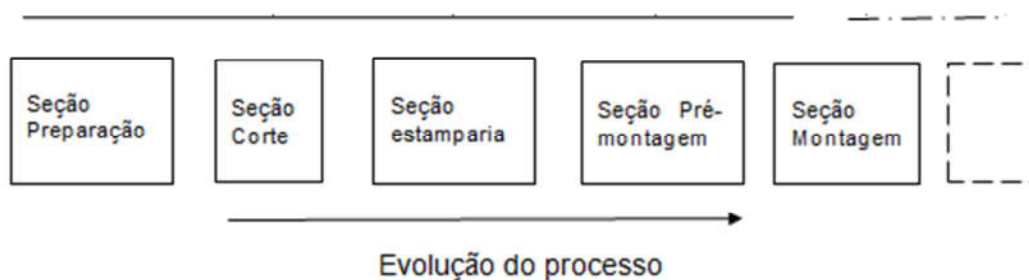 Seção
Preparação
Seção
Corte
Seção
estamparia
Seção Pré-
montagem
Seção
Montagem
Evolução do processo